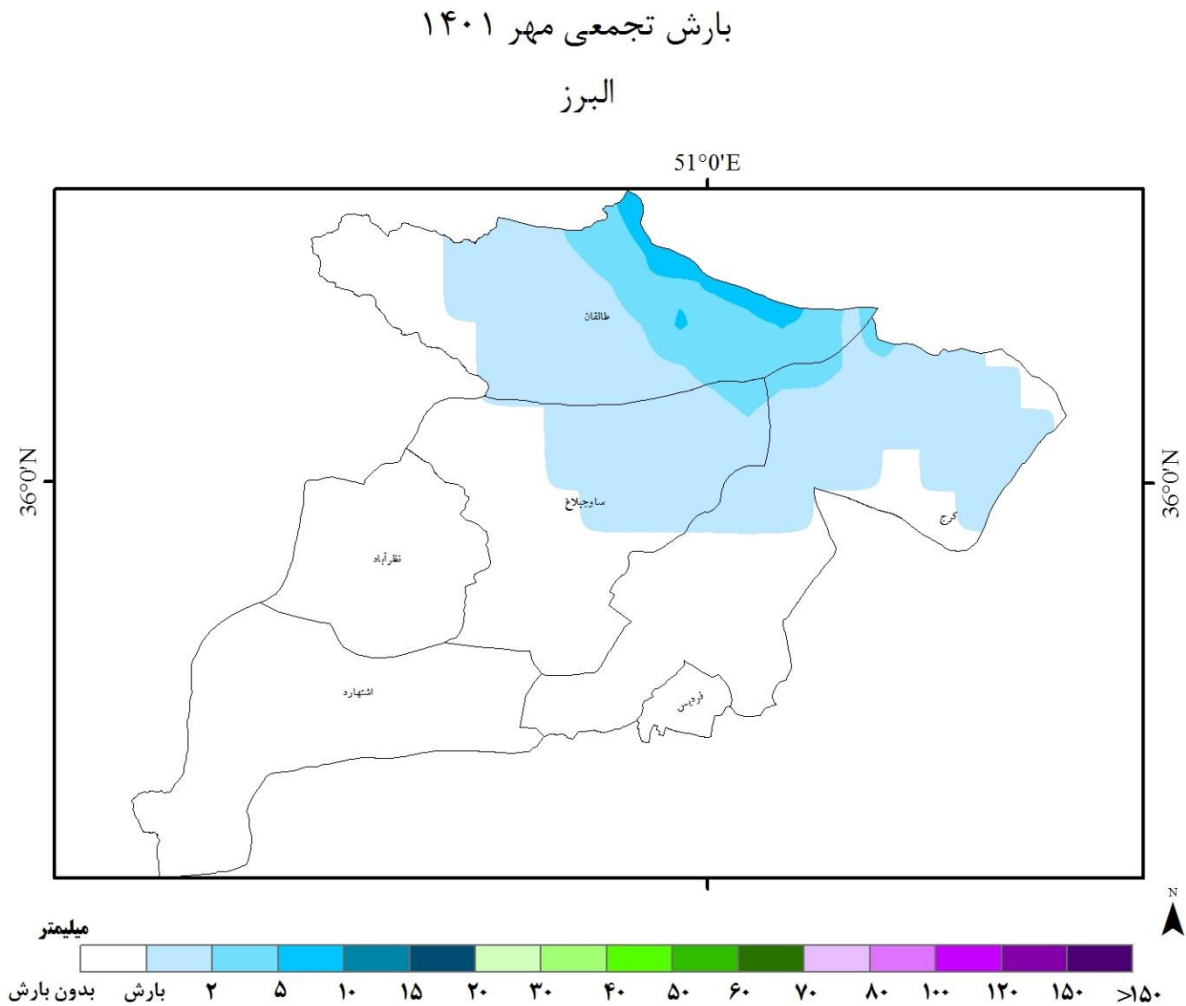 بارش تجمعی مهر ۱۴۰۱
البرز
51°0'E
36°0'N
36°0'N
طالقان
ساوجبلاغ
کرج
نظرآباد
اشتهارد
فردیس
N
میلیمتر
بدون بارش بارش ۲ ۵ ۱۰ ۱۵ ۲۰ ۳۰ ۴۰ ۵۰ ۶۰ ۷۰ ۸۰ ۱۰۰ ۱۲۰ ۱۵۰ >۱۵۰